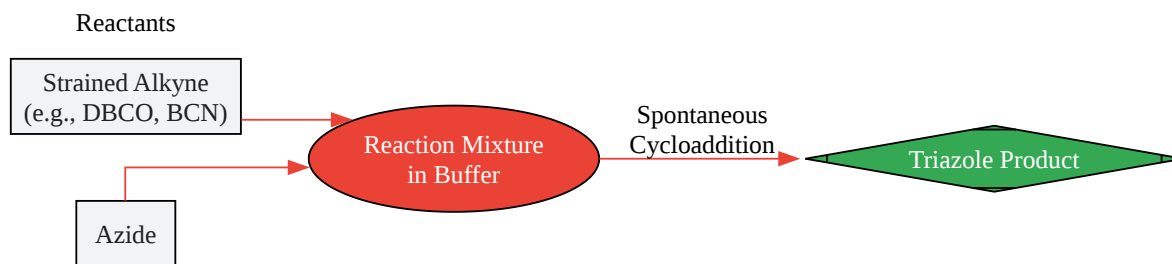 Reactants
Strained Alkyne
(e.g., DBCO, BCN)
Azide
Reaction Mixture
in Buffer
Spontaneous
Cycloaddition
Triazole Product